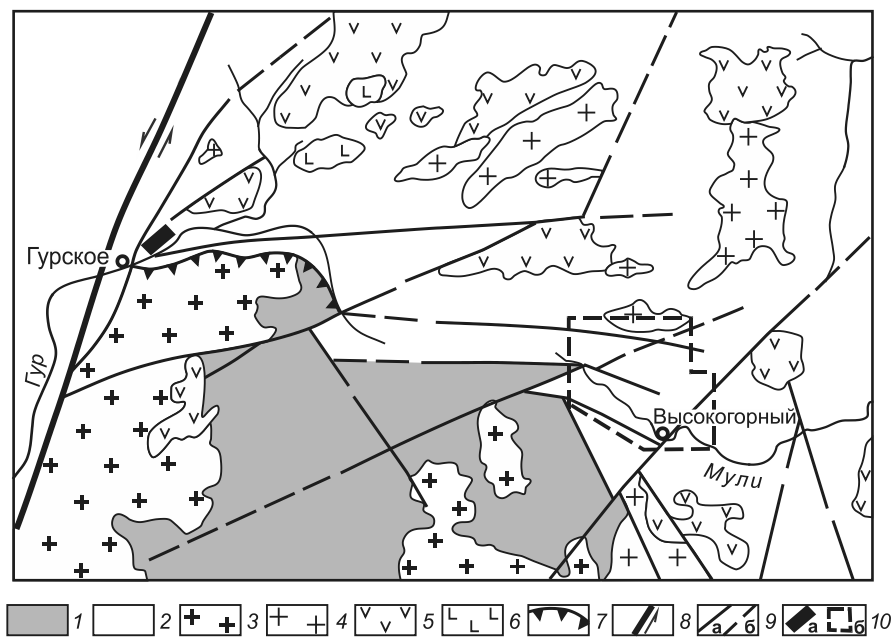 Гурское
Гур
Высокогорный
Мули
1 2 3 4 5 6 7 8 а б 9 а б 10